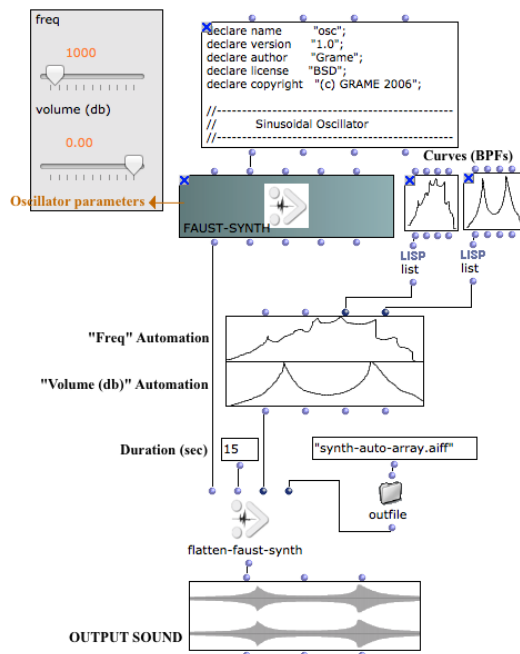 freq
1000
volume (db)
0.00
declare name "osc";
declare version "1.0";
declare author "Grame";
declare license "BSD";
declare copyright "(c) GRAME 2006";
//-----------------------------------------------
// Sinusoidal Oscillator
//-----------------------------------------------
Curves (BPFs)
Oscillator parameters
FAUST-SYNTH
LISP
list
LISP
list
"Freq" Automation
"Volume (db)" Automation
Duration (sec)
15
"synth-auto-array.aiff"
outfile
flatten-faust-synth
OUTPUT SOUND